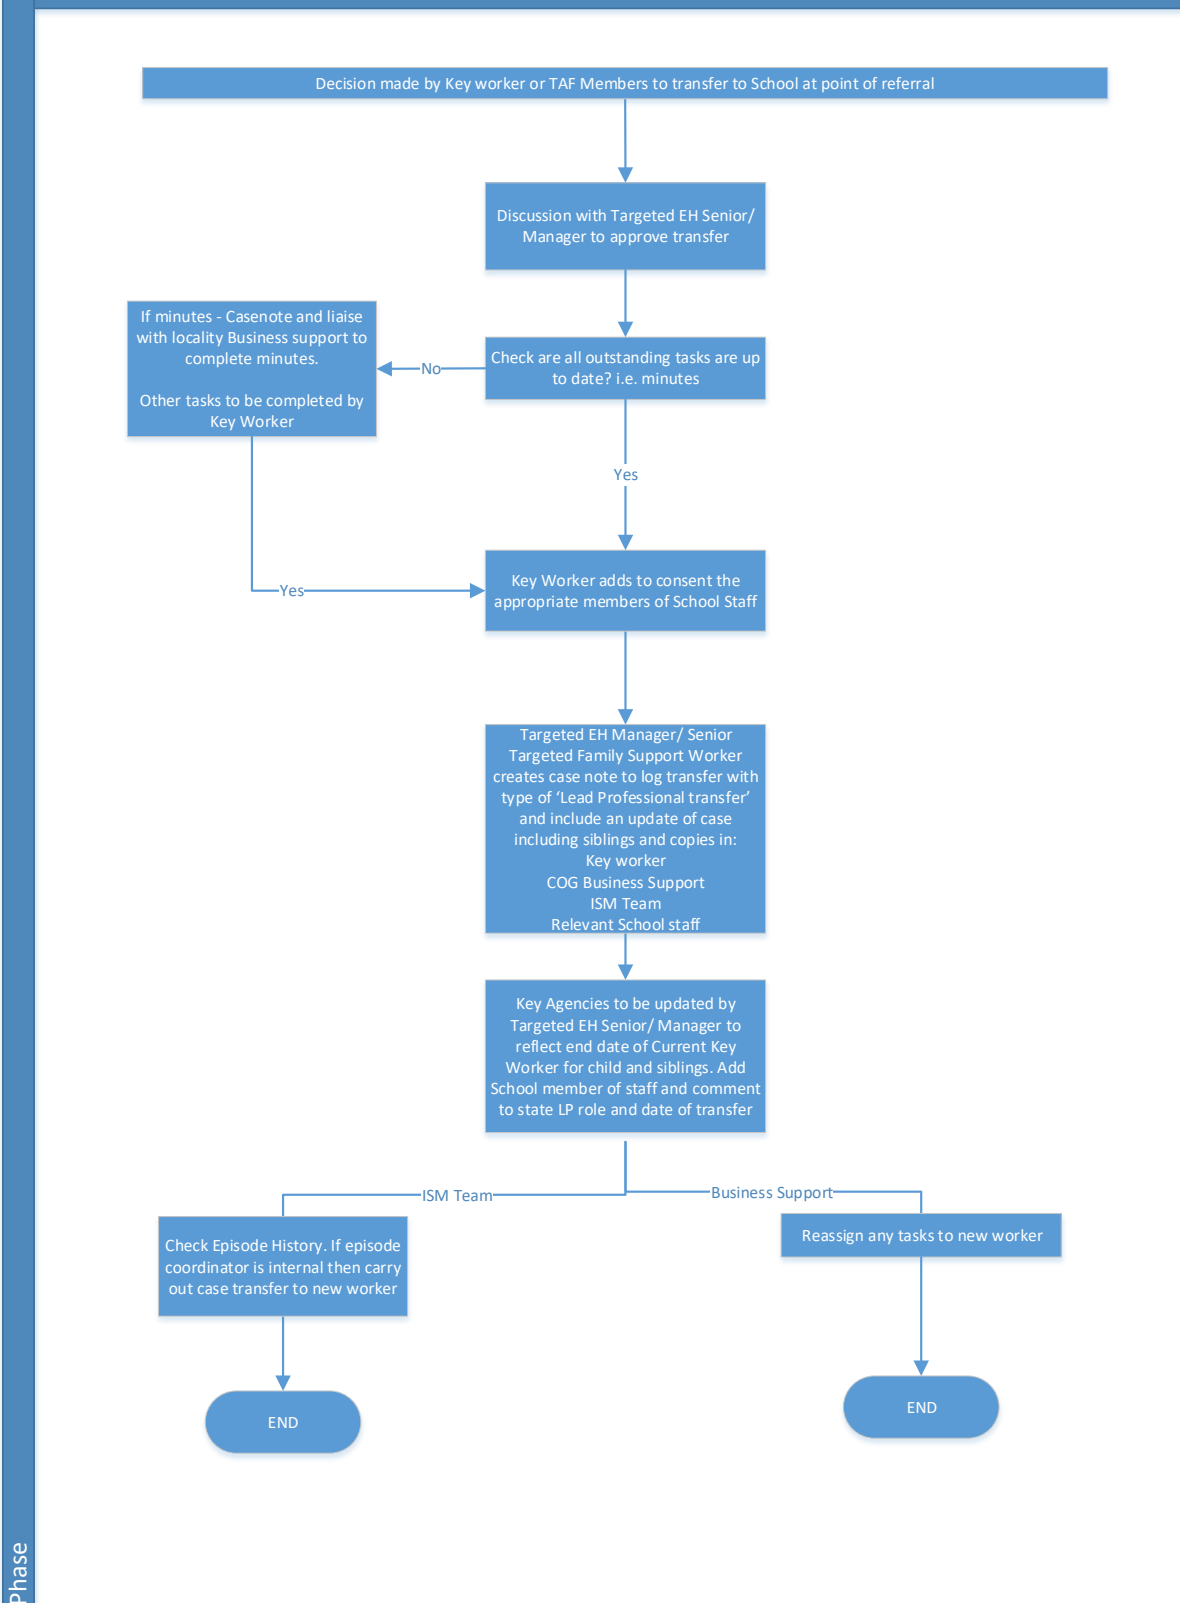 Decision made by Key worker or TAF Members to transfer to School at point of referral
Discussion with Targeted EH Senior/
Manager to approve transfer
If minutes - Casenote and liaise
with locality Business support to
complete minutes.
Other tasks to be completed by
Key Worker
No
Check are all outstanding tasks are up
to date? i.e. minutes
Yes
Yes
Key Worker adds to consent the
appropriate members of School Staff
Targeted EH Manager/ Senior
Targeted Family Support Worker
creates case note to log transfer with
type of ‘Lead Professional transfer’
and include an update of case
including siblings and copies in:
Key worker
COG Business Support
ISM Team
Relevant School staff
Key Agencies to be updated by
Targeted EH Senior/ Manager to
reflect end date of Current Key
Worker for child and siblings. Add
School member of staff and comment
to state LP role and date of transfer
ISM Team
Business Support
Check Episode History. If episode
coordinator is internal then carry
out case transfer to new worker
Reassign any tasks to new worker
END
END
Phase